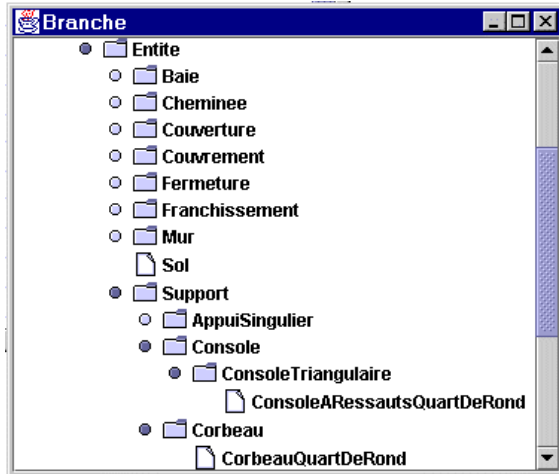 Branche
Entite
Baie
Cheminee
Couverture
Couvrement
Fermeture
Franchissement
Mur
Sol
Support
AppuiSingulier
Console
ConsoleTriangulaire
ConsoleARessautsQuartDeRond
Corbeau
CorbeauQuartDeRond